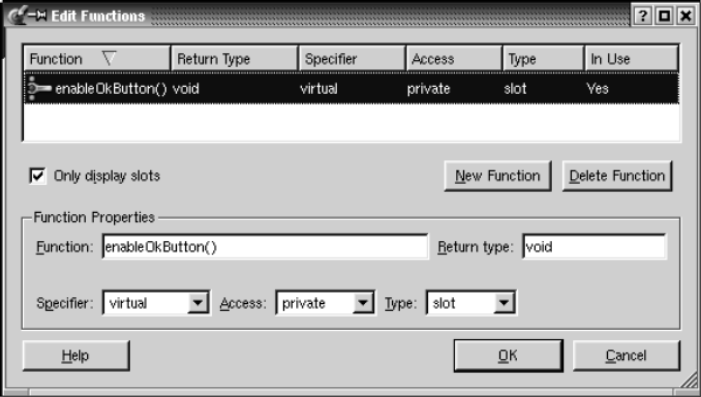 Edit Functions
Function Return Type Specifier Access Type In Use
enableOkButton() void virtual private slot Yes
Only display slots New Function Delete Function
Function Properties
Function: enableOkButton() Return type: void
Specifier: virtual Access: private Type: slot
Help OK Cancel